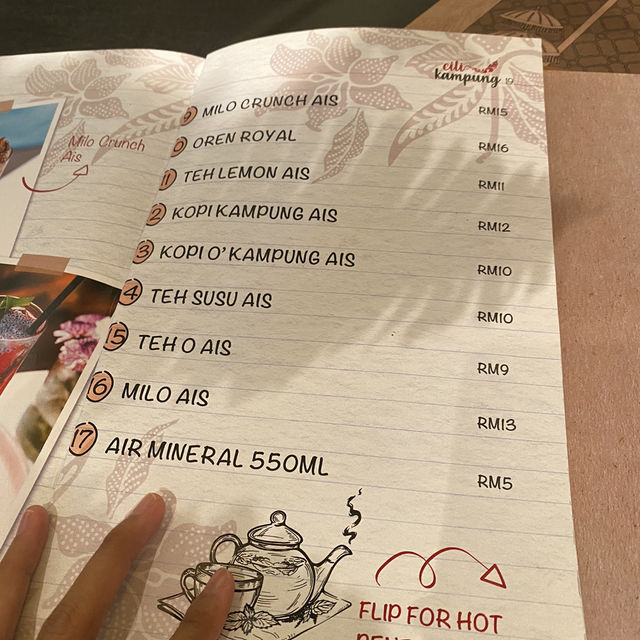 cili
kampung 19
Milo Crunch
Ais
9 MILO CRUNCH AIS RM15
0 OREN ROYAL RM16
11 TEH LEMON AIS RM11
2 KOPI KAMPUNG AIS RM12
3 KOPI O' KAMPUNG AIS RM10
4 TEH SUSU AIS RM10
15 TEH O AIS RM9
16 MILO AIS RM13
17 AIR MINERAL 550ML RM5
FLIP FOR HOT